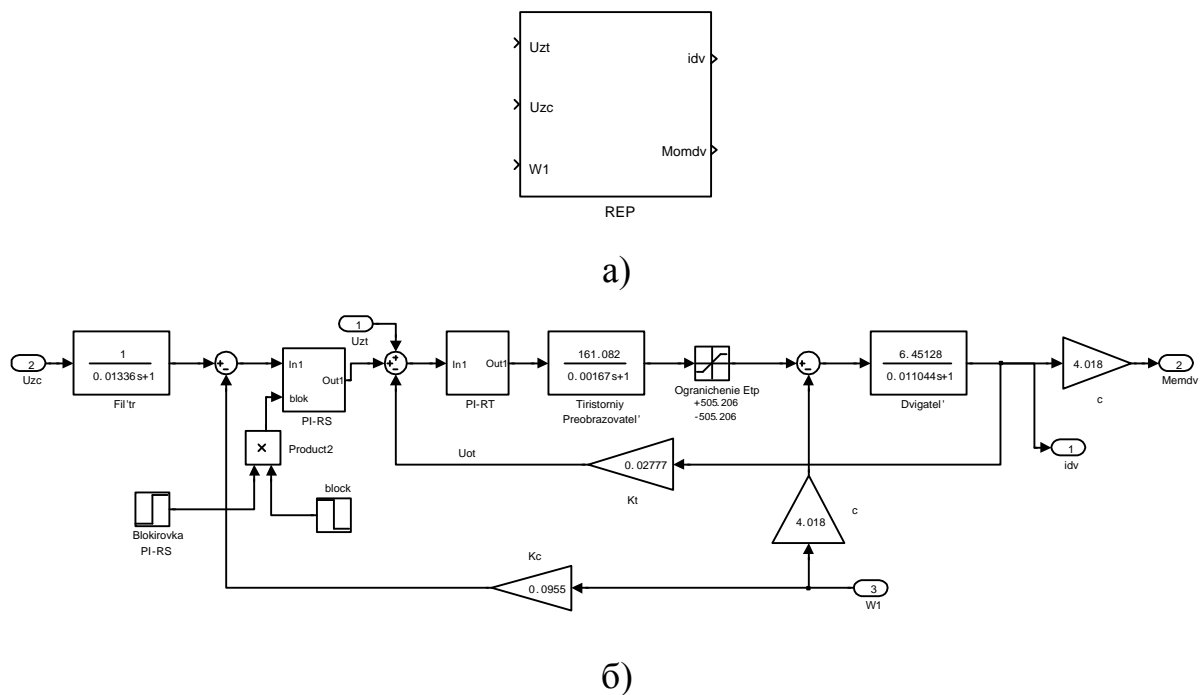 Uzt
idv
Uzc
Momdv
W1
REP
а)
1
Uzt
2
Uzc
1
0.01336s+1
Fil'tr
+
−
In1
Out1
blok
PI-RS
+
+
−
In1
Out1
PI-RT
161.082
0.00167s+1
Tiristorniy
Preobrazovatel'
Ogranichenie Etp
+505.206
-505.206
+
−
6.45128
0.011044s+1
Dvigatel'
4.018
c
2
Memdv
1
idv
×
Product2
Uot
0.02777
Kt
block
Blokirovka
PI-RS
4.018
c
Kc
0.0955
3
W1
б)